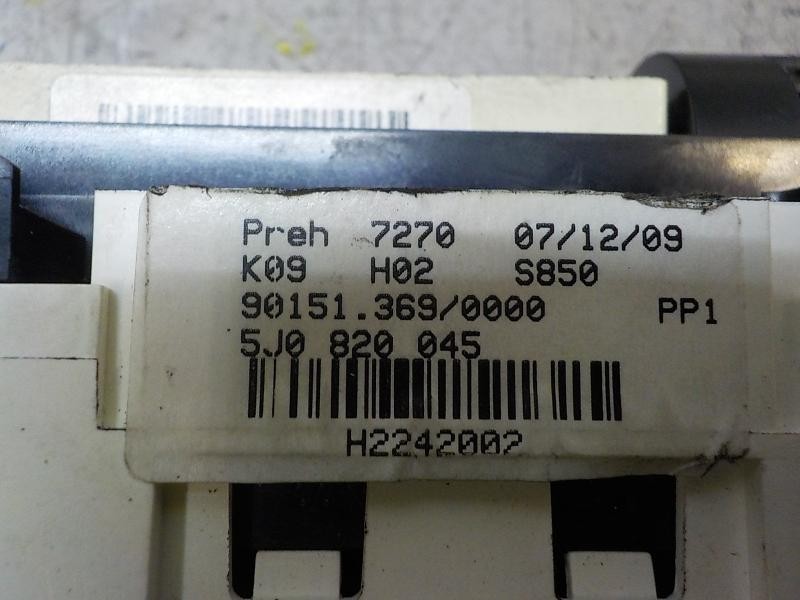 Preh 7270 07/12/09
K09 H02 S850
90151.369/0000 PP1
5J0 820 045
H2242002